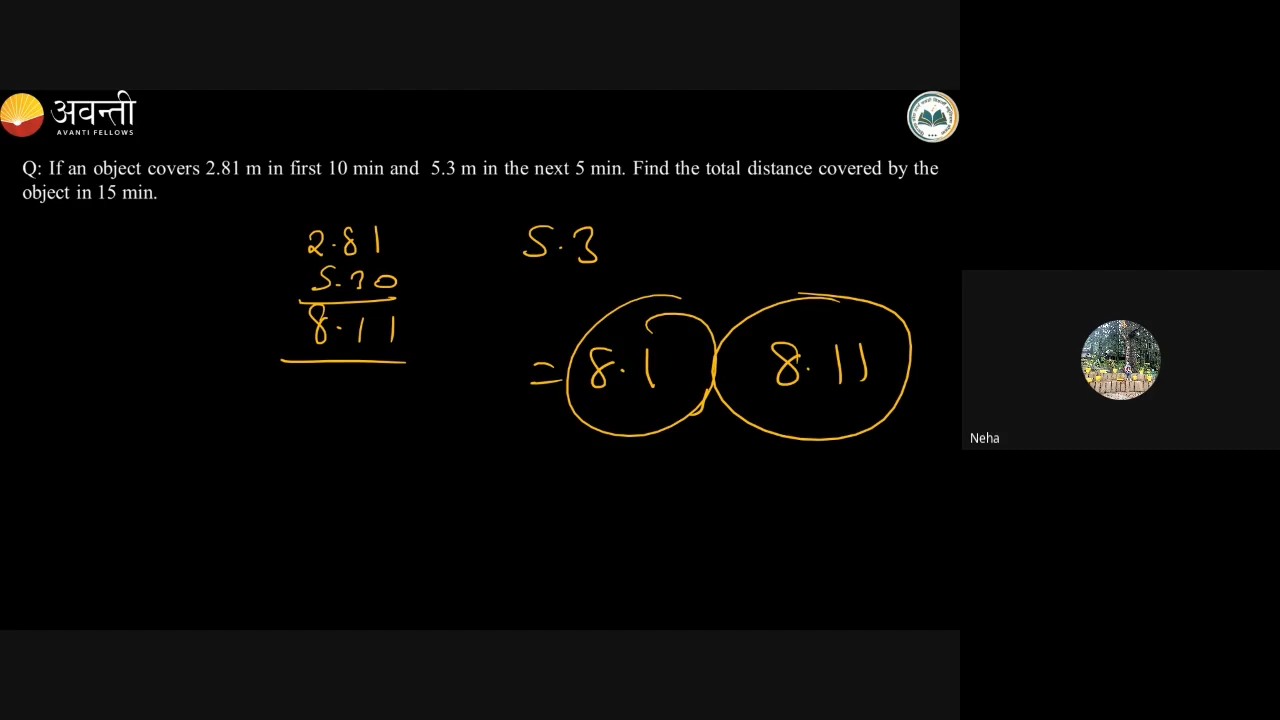 अवन्ती
AVANTI FELLOWS
Q: If an object covers 2.81 m in first 10 min and 5.3 m in the next 5 min. Find the total distance covered by the
object in 15 min.
2.81
5.30
8.11
5.3
= 8.1 8.11
Neha